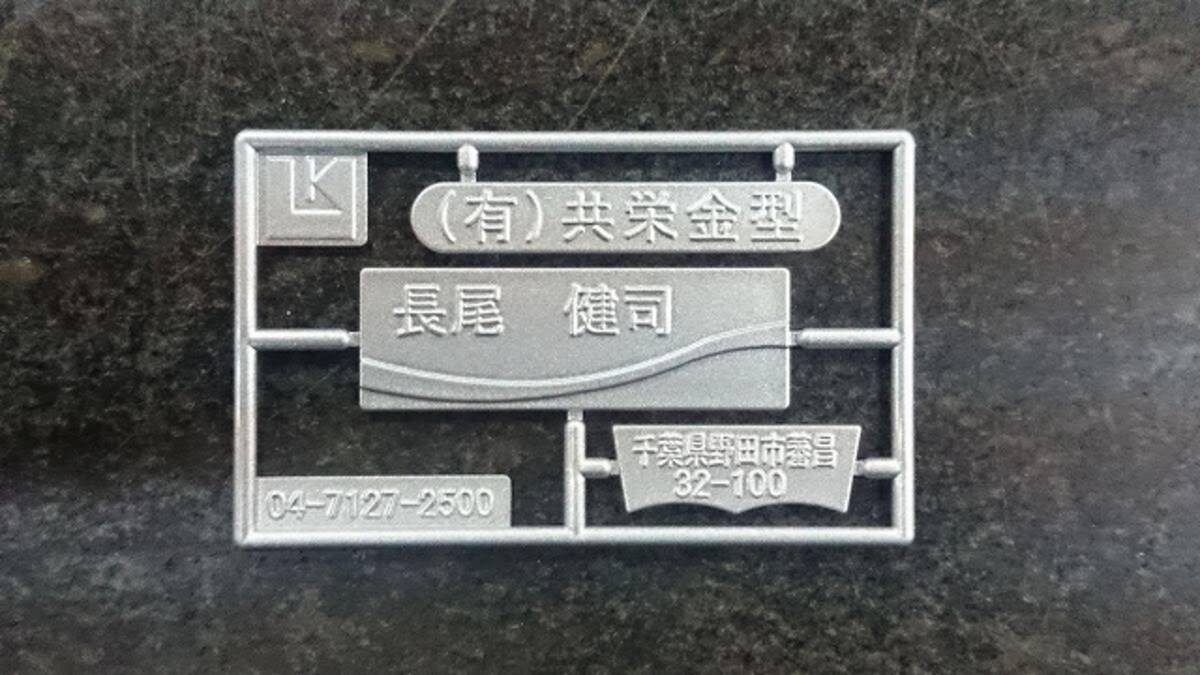 (有)共栄金型
長尾　健司
千葉県野田市蕃昌
32-100
04-7127-2500